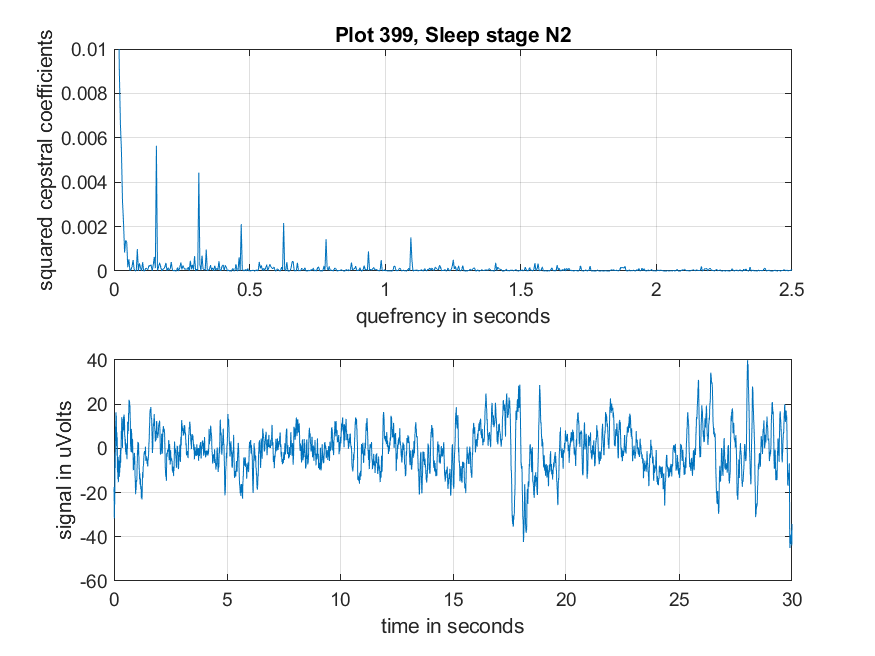 Plot 399, Sleep stage N2
squared cepstral coefficients
0.01
0.008
0.006
0.004
0.002
0
0 0.5 1 1.5 2 2.5
quefrency in seconds
signal in uVolts
40
20
0
-20
-40
-60
0 5 10 15 20 25 30
time in seconds